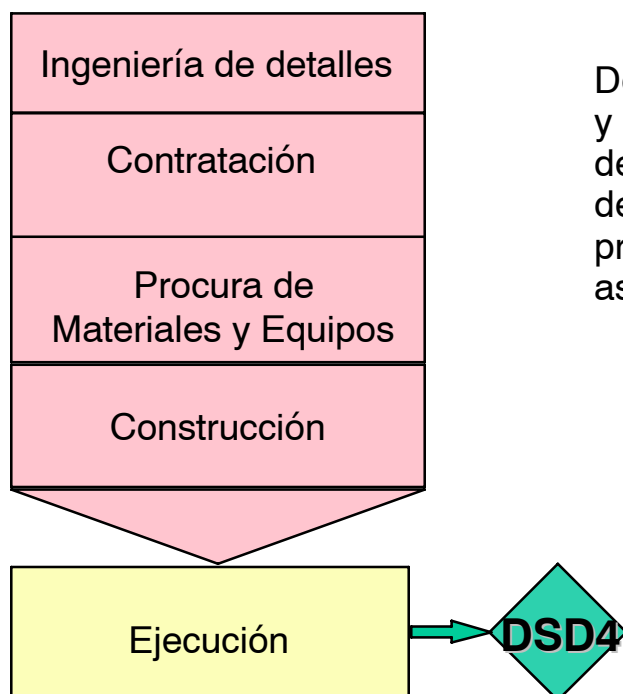 Ingeniería de detalles
Contratación
Procura de
Materiales y Equipos
Construcción
Ejecución
DSD4
y